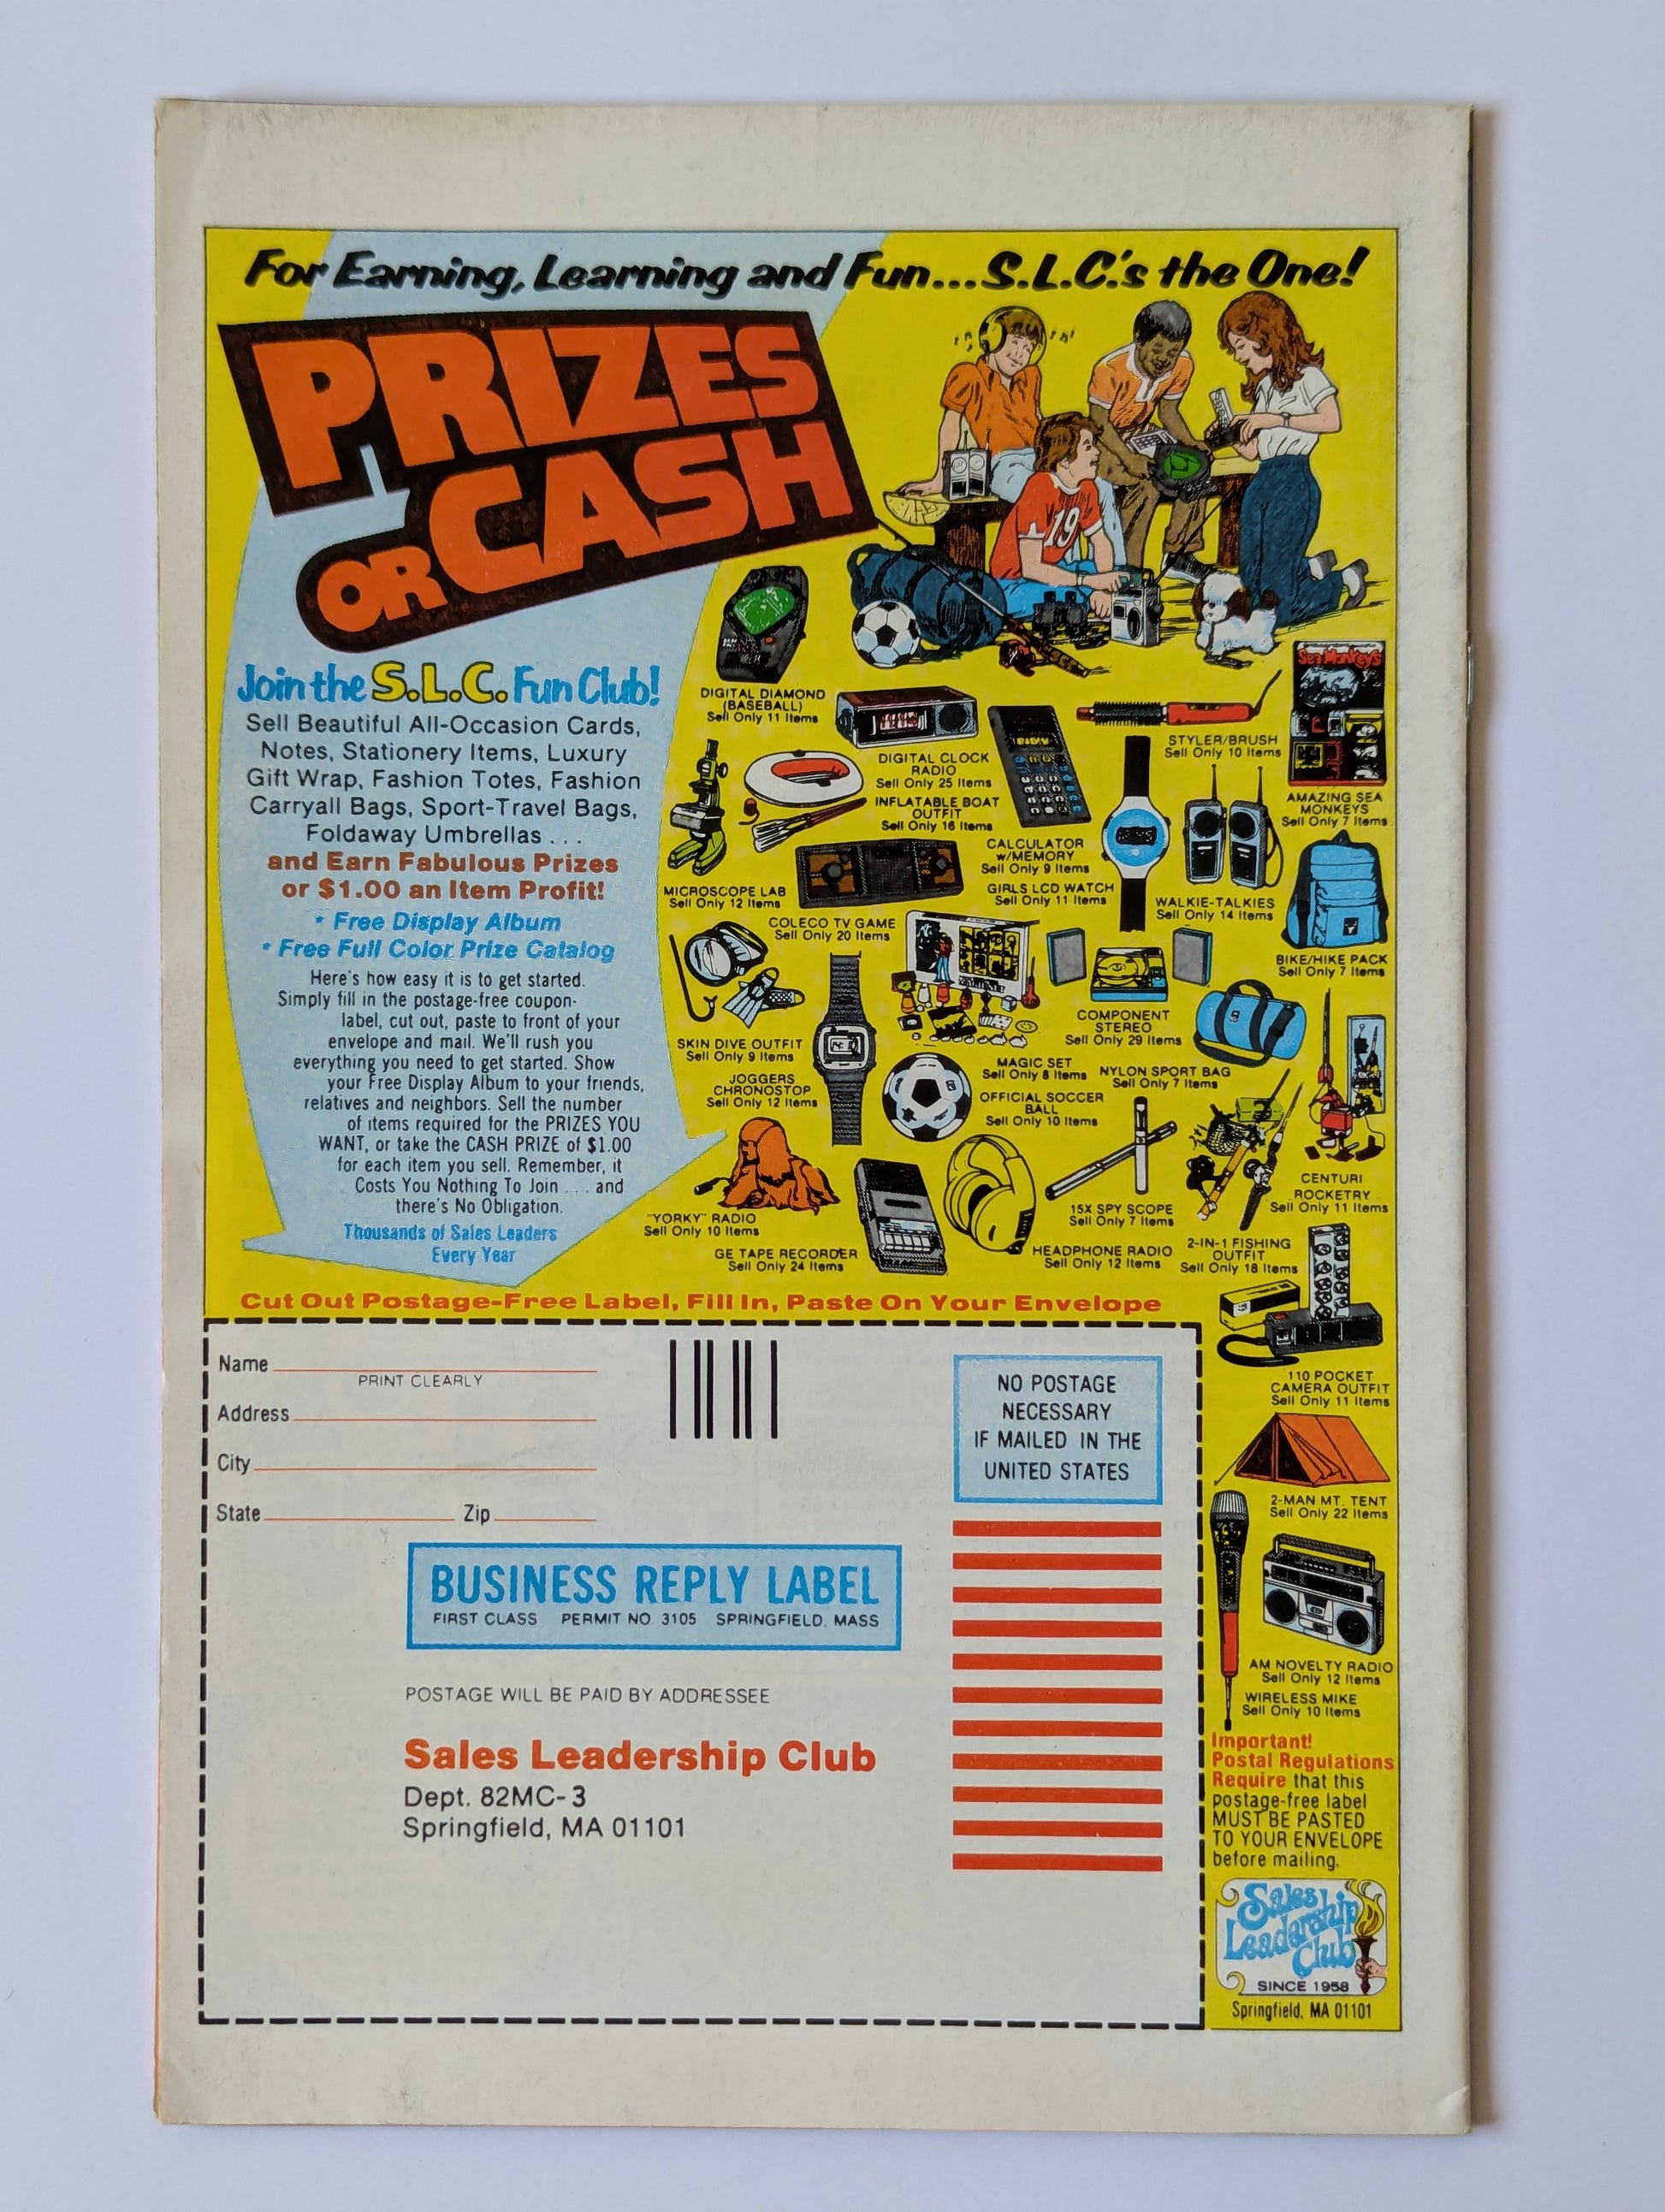 For Earning, Learning and Fun...S.L.C.'s the One!
PRIZES
OR CASH
Join the S.L.C. Fun Club!
Sell Beautiful All-Occasion Cards,
Notes, Stationery Items, Luxury
Gift Wrap, Fashion Totes, Fashion
Carryall Bags, Sport-Travel Bags,
Foldaway Umbrellas . . .
and Earn Fabulous Prizes
or $1.00 an Item Profit!
* Free Display Album
* Free Full Color Prize Catalog
Here's how easy it is to get started.
Simply fill in the postage-free coupon-
label, cut out, paste to front of your
envelope and mail. We'll rush you
everything you need to get started. Show
your Free Display Album to your friends,
relatives and neighbors. Sell the number
of items required for the PRIZES YOU
WANT, or take the CASH PRIZE of $1.00
for each item you sell. Remember, it
Costs You Nothing To Join . . . and
there's No Obligation.
Thousands of Sales Leaders
Every Year
19
DIGITAL DIAMOND
(BASEBALL)
Sell Only 11 Items
DIGITAL CLOCK
RADIO
Sell Only 25 Items
STYLER/BRUSH
Sell Only 10 Items
Sea Monkeys
AMAZING SEA
MONKEYS
Sell Only 7 Items
INFLATABLE BOAT
OUTFIT
Sell Only 16 Items
CALCULATOR
w/MEMORY
Sell Only 9 Items
MICROSCOPE LAB
Sell Only 12 Items
GIRLS LCD WATCH
Sell Only 11 Items
WALKIE-TALKIES
Sell Only 14 Items
COLECO TV GAME
Sell Only 20 Items
BIKE/HIKE PACK
Sell Only 7 Items
SKIN DIVE OUTFIT
Sell Only 9 Items
COMPONENT
STEREO
Sell Only 29 Items
MAGIC SET
Sell Only 8 Items
NYLON SPORT BAG
Sell Only 7 Items
JOGGERS
CHRONOSTOP
Sell Only 12 Items
OFFICIAL SOCCER
BALL
Sell Only 10 Items
CENTURI
ROCKETRY
Sell Only 11 Items
"YORKY" RADIO
Sell Only 10 Items
15X SPY SCOPE
Sell Only 7 Items
GE TAPE RECORDER
Sell Only 24 Items
HEADPHONE RADIO
Sell Only 12 Items
2-IN-1 FISHING
OUTFIT
Sell Only 18 Items
110 POCKET
CAMERA OUTFIT
Sell Only 11 Items
2-MAN MT. TENT
Sell Only 22 Items
AM NOVELTY RADIO
Sell Only 12 Items
WIRELESS MIKE
Sell Only 10 Items
Important!
Postal Regulations
Require that this
postage-free label
MUST BE PASTED
TO YOUR ENVELOPE
before mailing.
Sales
Leadership
Club
SINCE 1958
Springfield, MA 01101
Cut Out Postage-Free Label, Fill In, Paste On Your Envelope
Name
PRINT CLEARLY
Address
City
State Zip
NO POSTAGE
NECESSARY
IF MAILED IN THE
UNITED STATES
BUSINESS REPLY LABEL
FIRST CLASS PERMIT NO 3105 SPRINGFIELD. MASS
POSTAGE WILL BE PAID BY ADDRESSEE
Sales Leadership Club
Dept. 82MC-3
Springfield, MA 01101